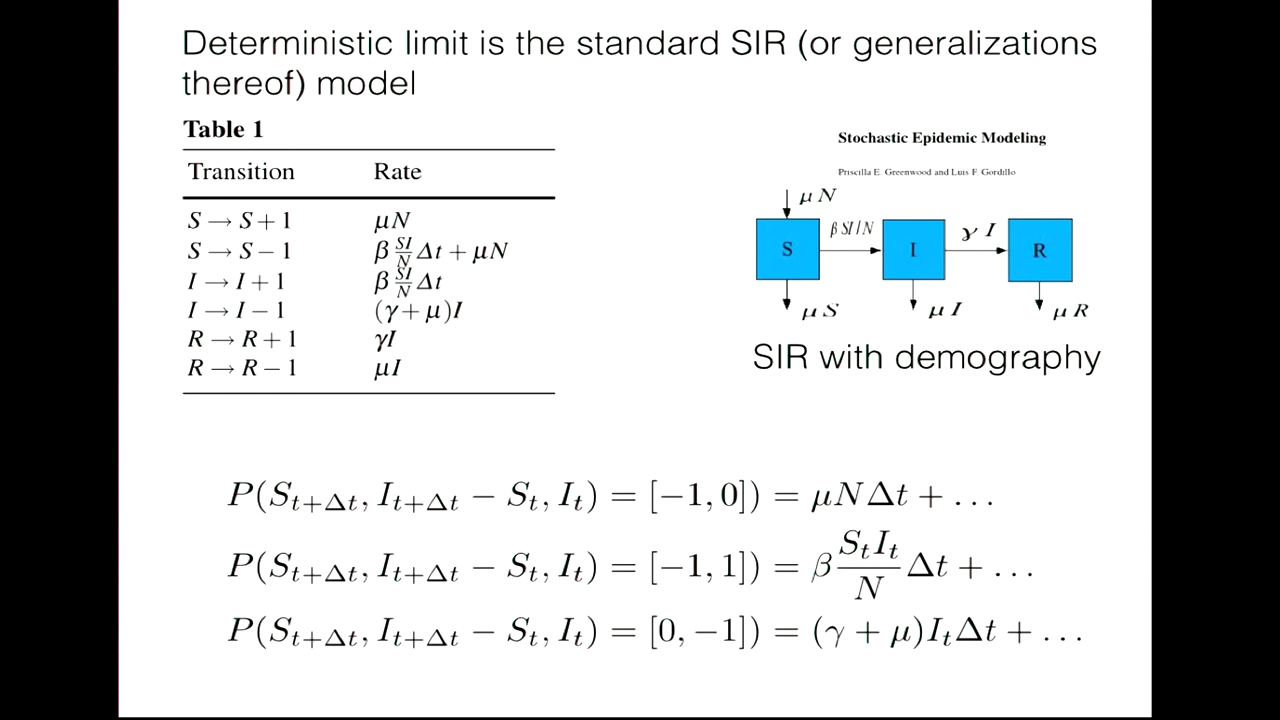 Deterministic limit is the standard SIR (or generalizations
thereof) model
Table 1
Transition Rate
S → S + 1 μN
S → S − 1 β SI/N Δt + μN
I → I + 1 β SI/N Δt
I → I − 1 (γ + μ)I
R → R + 1 γI
R → R − 1 μI
Stochastic Epidemic Modeling
Priscilla E. Greenwood and Luis F. Gordillo
μ N
β SI/N γ I
S I R
μ S μ I μ R
SIR with demography
P(S_{t+Δt}, I_{t+Δt} − S_t, I_t) = [−1, 0]) = μNΔt + …
P(S_{t+Δt}, I_{t+Δt} − S_t, I_t) = [−1, 1]) = β S_t I_t/N Δt + …
P(S_{t+Δt}, I_{t+Δt} − S_t, I_t) = [0, −1]) = (γ + μ)I_tΔt + …